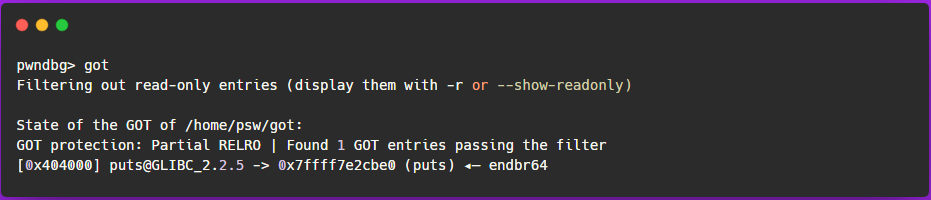 pwndbg> got
Filtering out read-only entries (display them with -r or --show-readonly)
State of the GOT of /home/psw/got:
GOT protection: Partial RELRO | Found 1 GOT entries passing the filter
[0x404000] puts@GLIBC_2.2.5 -> 0x7ffff7e2cbe0 (puts) ◂— endbr64